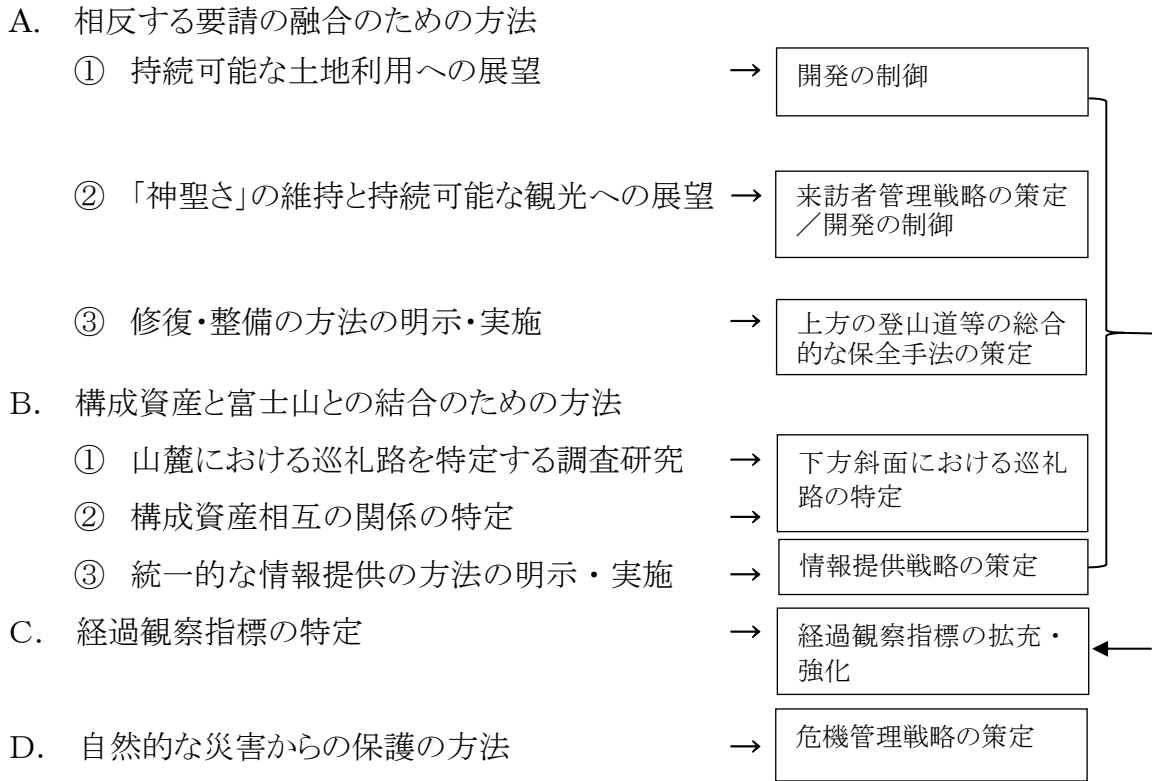 A. 相反する要請の融合のための方法
① 持続可能な土地利用への展望 → 開発の制御
② 「神聖さ」の維持と持続可能な観光への展望 → 来訪者管理戦略の策定
／開発の制御
③ 修復・整備の方法の明示・実施 → 上方の登山道等の総合
的な保全手法の策定
B. 構成資産と富士山との結合のための方法
① 山麓における巡礼路を特定する調査研究 → 下方斜面における巡礼
路の特定
② 構成資産相互の関係の特定 →
③ 統一的な情報提供の方法の明示・実施 → 情報提供戦略の策定
C. 経過観察指標の特定 → 経過観察指標の拡充・
強化
D. 自然的な災害からの保護の方法 → 危機管理戦略の策定